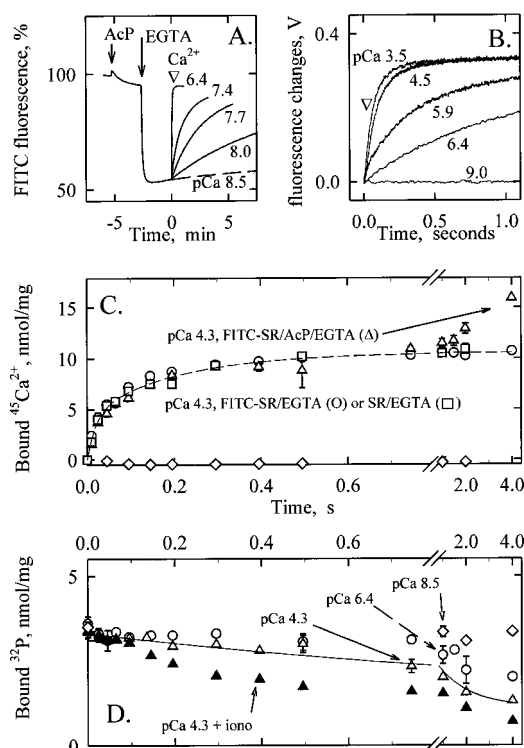 AcP EGTA
A.
Ca2+
▽ 6.4
7.4
7.7
8.0
pCa 8.5
100
50
FITC fluorescence, %
-5 0 5
Time, min
B.
pCa 3.5
▽
4.5
5.9
6.4
9.0
0.4
0.0
fluorescence changes, V
0.0 0.5 1.0
Time, seconds
C.
pCa 4.3, FITC-SR/AcP/EGTA (Δ)
pCa 4.3, FITC-SR/EGTA (O) or SR/EGTA (□)
15
10
5
0
Bound 45Ca2+, nmol/mg
0.0 0.2 0.4 0.6 2.0 4.0
Time, s
0.0 0.2 0.4 0.6 2.0 4.0
pCa 8.5
pCa 6.4
pCa 4.3
pCa 4.3 + iono
D.
5
0
Bound 32P, nmol/mg